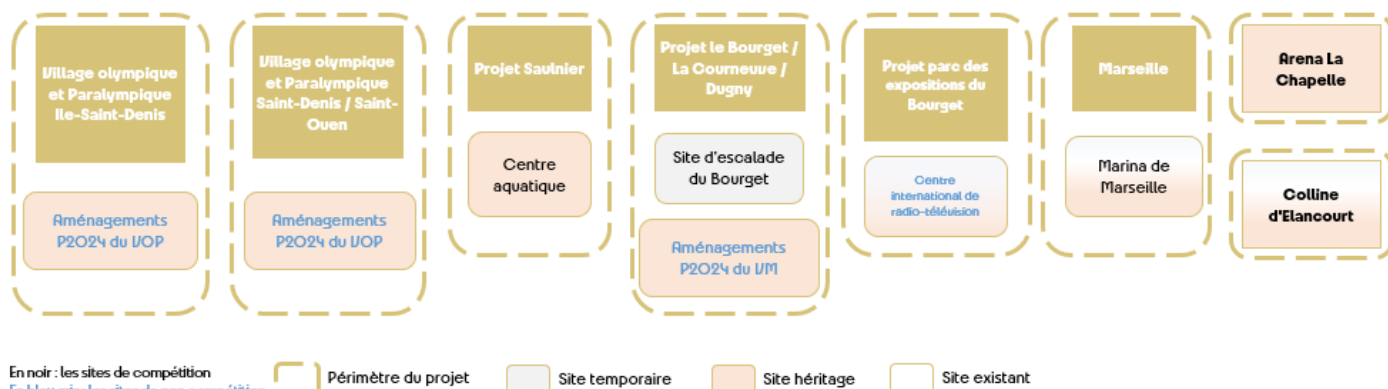 Village olympique
et Paralympique
Ile-Saint-Denis
Aménagements
P2024 du VOP
Village olympique
et Paralympique
Saint-Denis / Saint-
Ouen
Aménagements
P2024 du VOP
Projet Saulnier
Centre
aquatique
Projet le Bourget /
La Courneuve /
Dugny
Site d'escalade
du Bourget
Aménagements
P2024 du VM
Projet parc des
expositions du
Bourget
Centre
international de
radio-télévision
Marseille
Marina de
Marseille
Arena La
Chapelle
Colline
d'Elancourt
En noir : les sites de compétition
Périmètre du projet
Site temporaire
Site héritage
Site existant